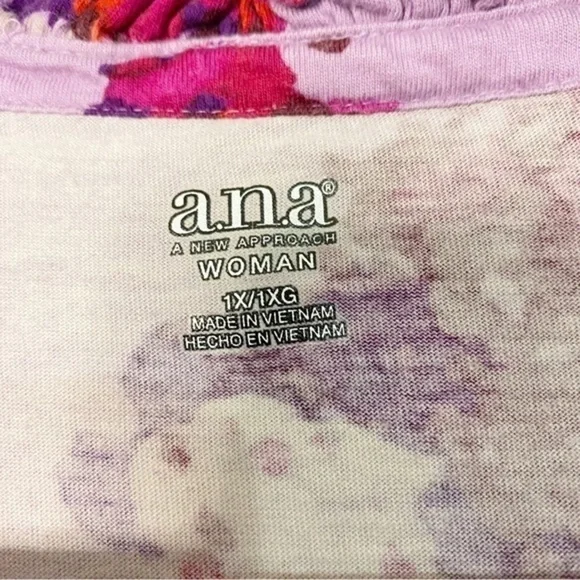 a.n.a®
A NEW APPROACH
WOMAN
1X/1XG
MADE IN VIETNAM
HECHO EN VIETNAM